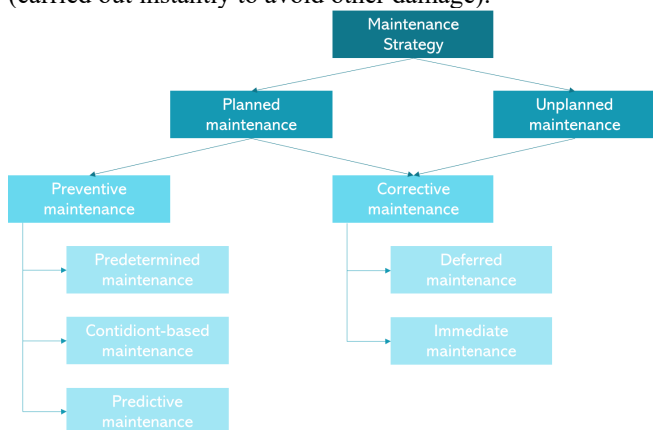 (carried out instantly to avoid other damage).
Maintenance
Strategy
Planned
maintenance
Unplanned
maintenance
Preventive
maintenance
Corrective
maintenance
Predetermined
maintenance
Deferred
maintenance
Contidiont-based
maintenance
Immediate
maintenance
Predictive
maintenance